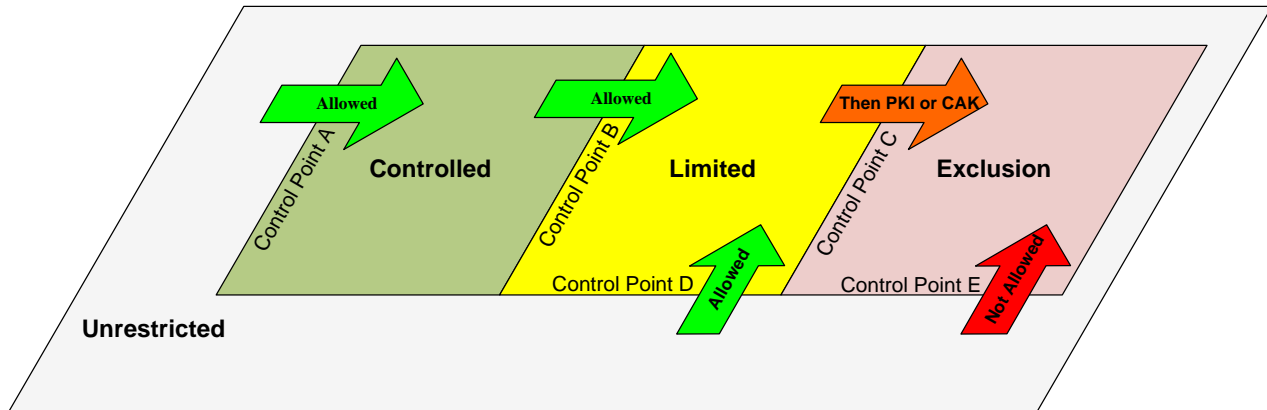 Allowed
Control Point A
Controlled
Allowed
Control Point B
Limited
Then PKI or CAK
Control Point C
Exclusion
Control Point D
Allowed
Control Point E
Not Allowed
Unrestricted